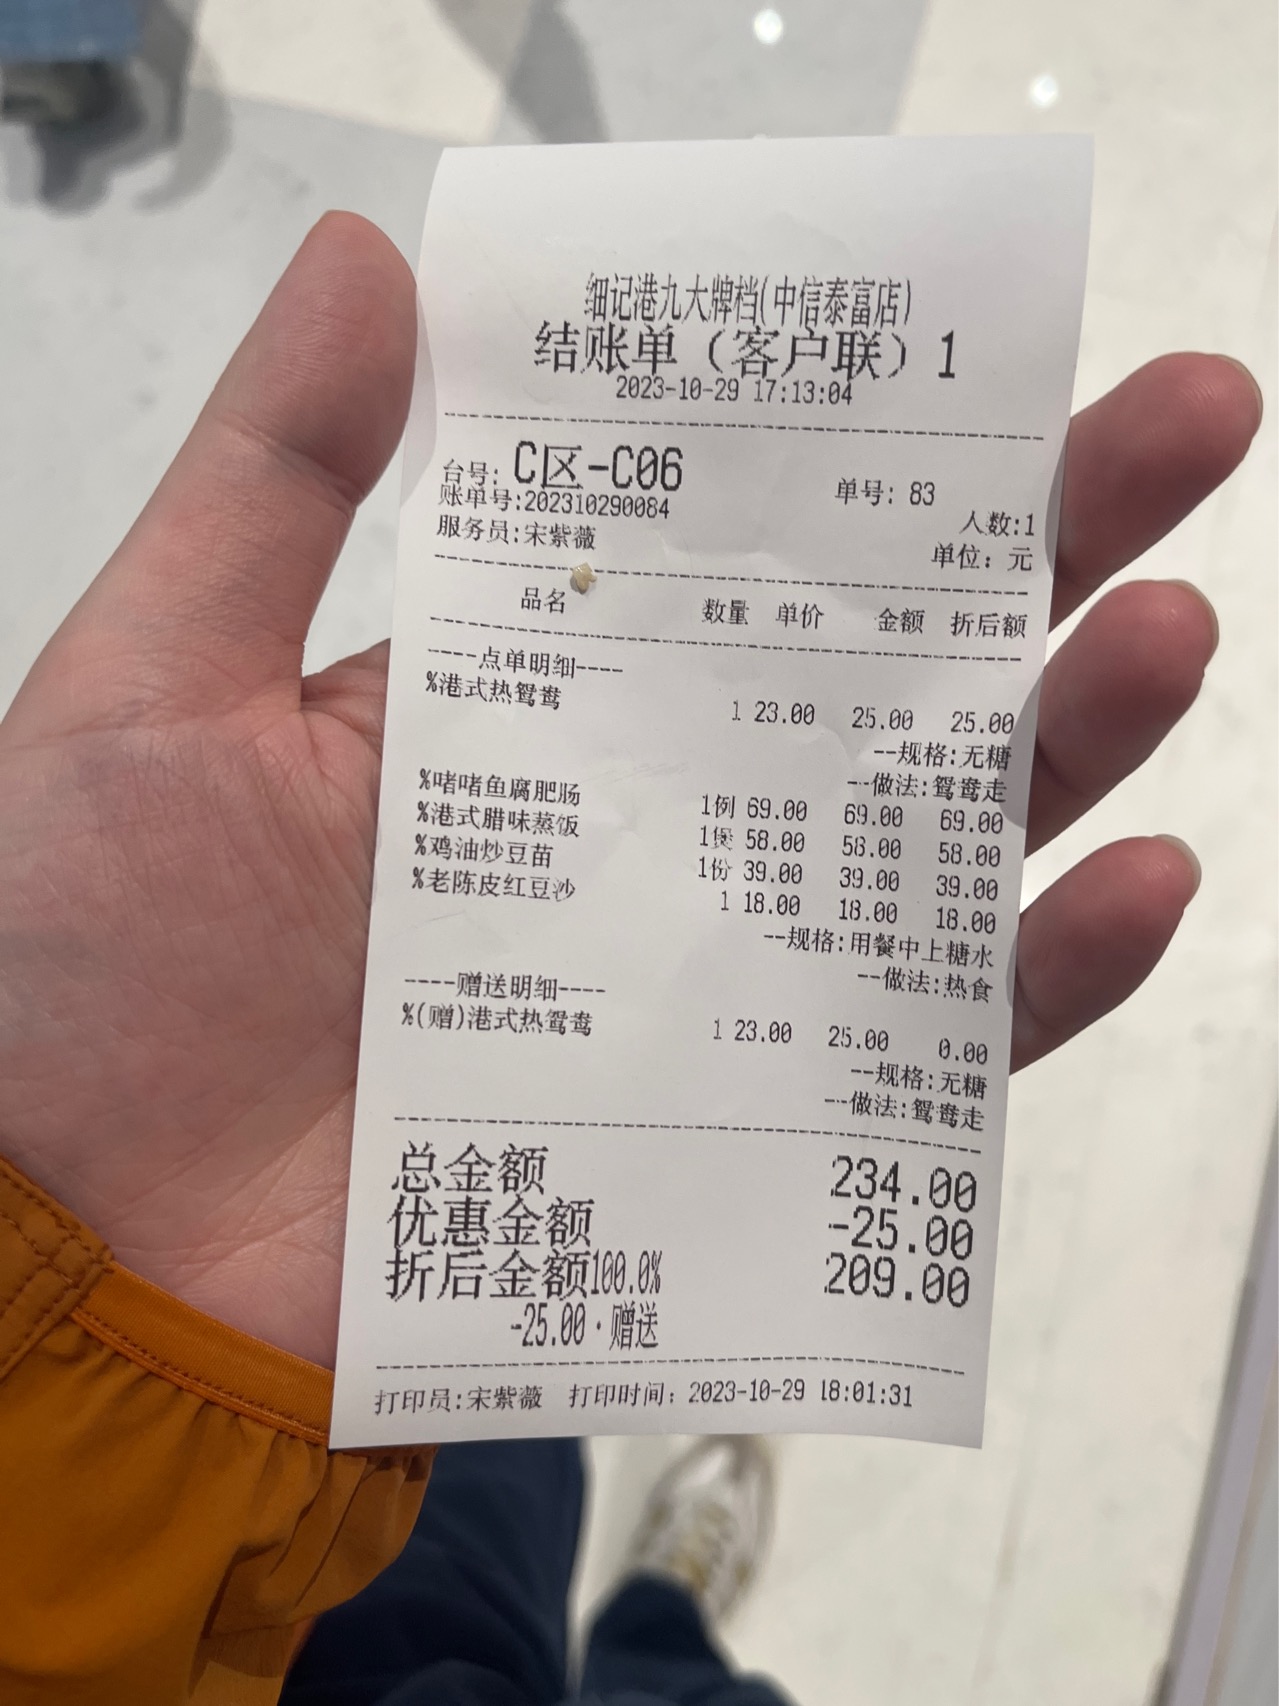 细记港九大牌档(中信泰富店)
结账单（客户联）1
2023-10-29 17:13:04
台号: C区-C06 单号: 83
账单号:202310290084 人数:1
服务员:宋紫薇 单位: 元
品名 数量 单价 金额 折后额
----点单明细----
%港式热鸳鸯
1 23.00 25.00 25.00
--规格:无糖
--做法:鸳鸯走
%啫啫鱼腐肥肠 1例 69.00 69.00 69.00
%港式腊味蒸饭 1煲 58.00 58.00 58.00
%鸡油炒豆苗 1份 39.00 39.00 39.00
%老陈皮红豆沙 1 18.00 18.00 18.00
--规格:用餐中上糖水
--做法:热食
----赠送明细----
%(赠)港式热鸳鸯 1 23.00 25.00 0.00
--规格:无糖
--做法:鸳鸯走
总金额 234.00
优惠金额 -25.00
折后金额100.0% 209.00
-25.00·赠送
打印员:宋紫薇 打印时间: 2023-10-29 18:01:31